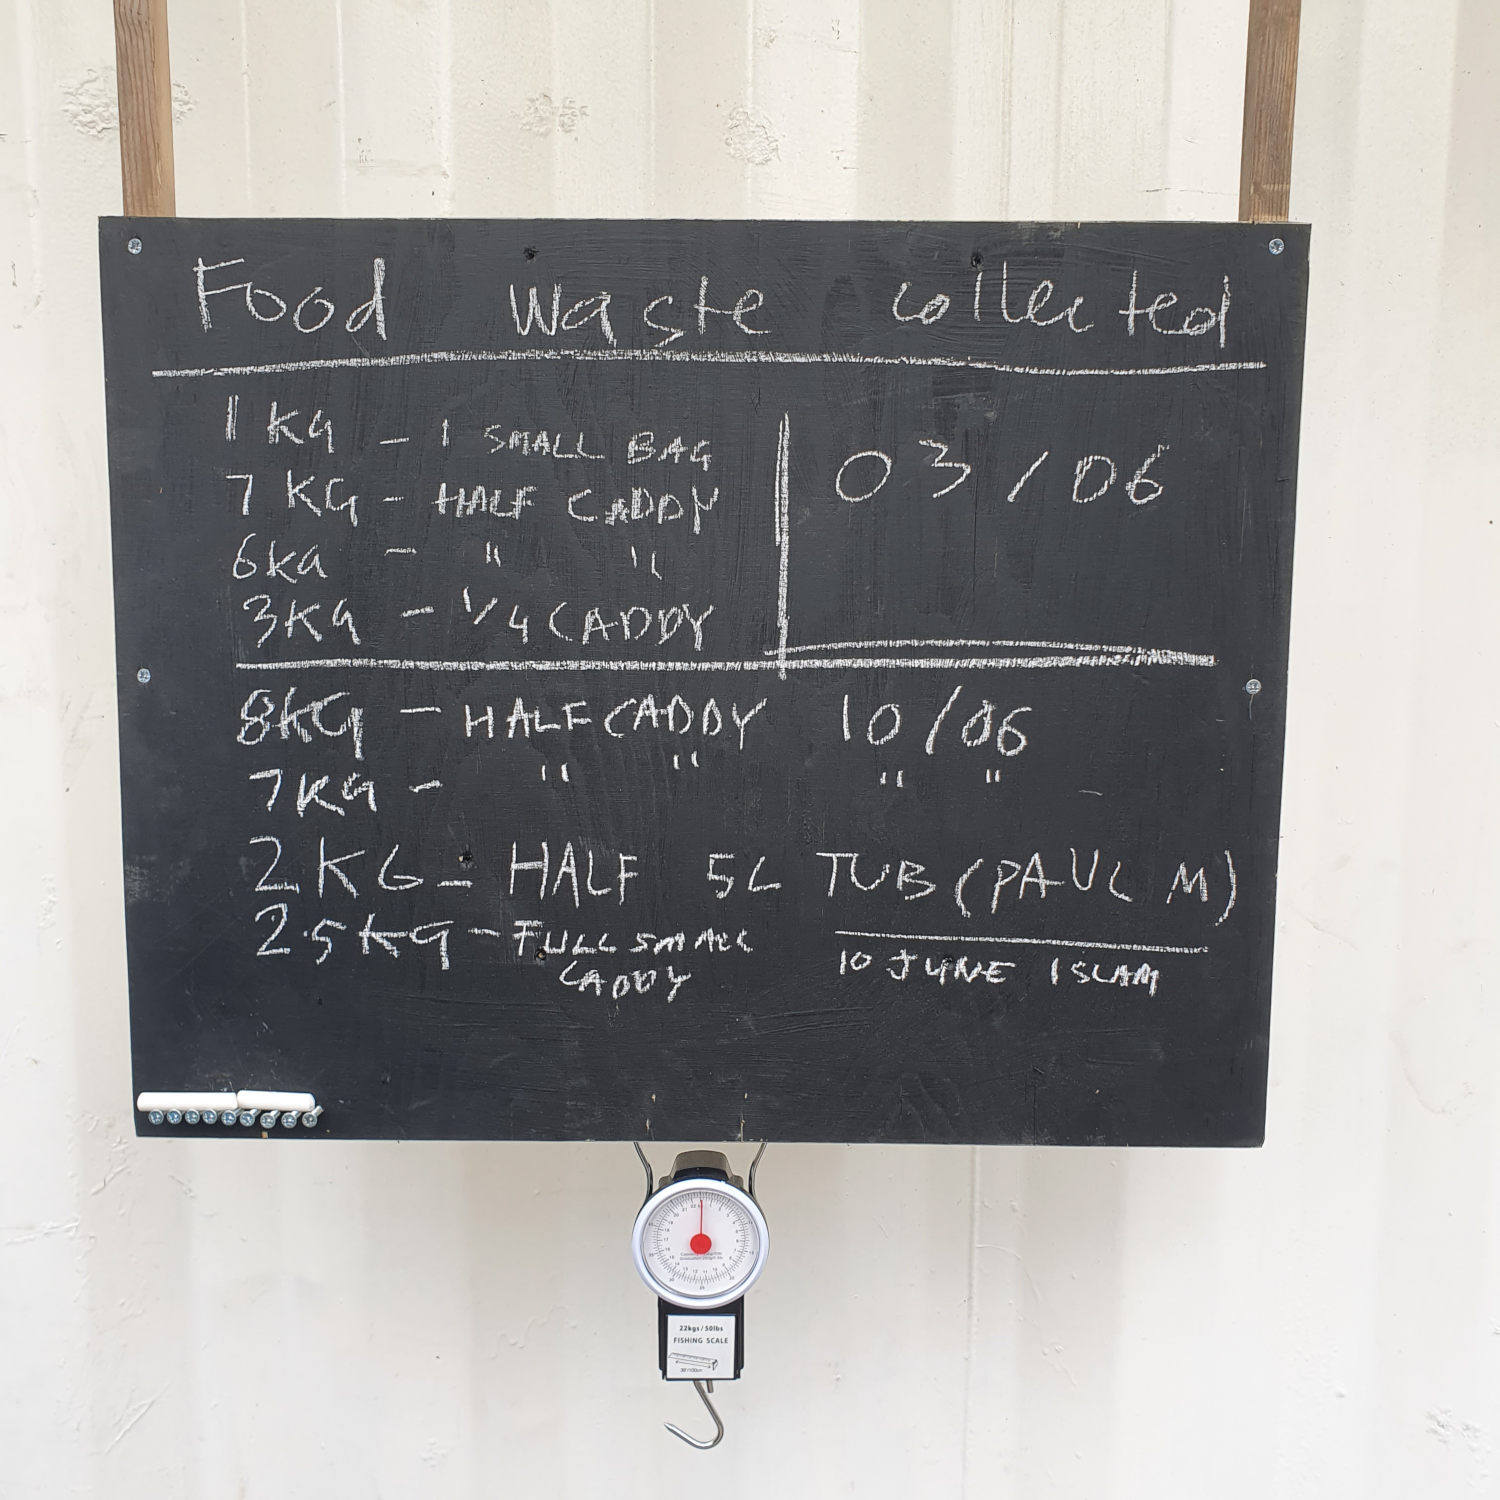 Food waste collected
1 KG - 1 SMALL BAG
7 KG - HALF CADDY
6KG - " "
3KG - 1/4 CADDY
03/06
8KG - HALF CADDY 10/06
7KG - " " " "
2KG - HALF 5L TUB (PAUL M)
2.5KG - FULL SMALL
CADDY
10 JUNE ISLAM
22kgs/50lbs
FISHING SCALE